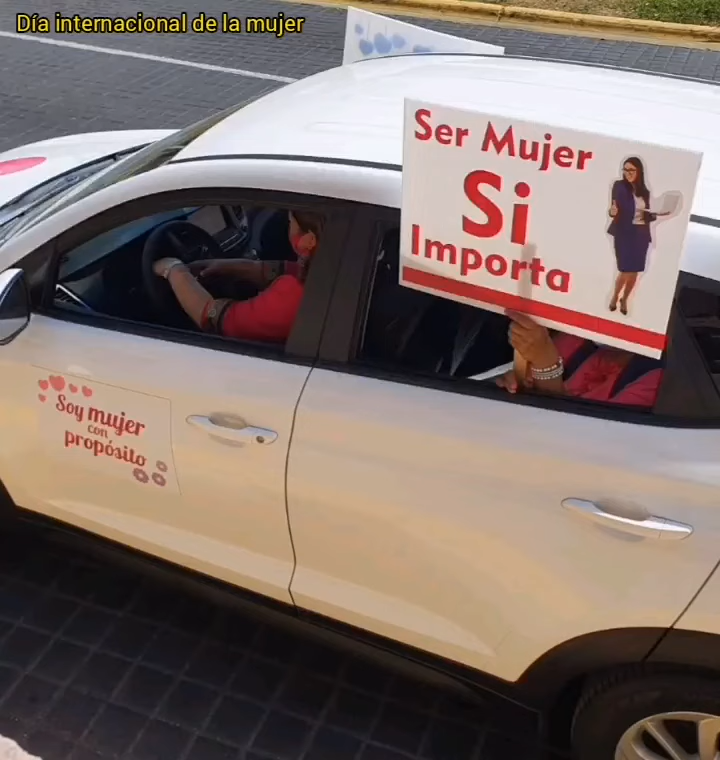 Día internacional de la mujer
Ser Mujer
Si
Importa
Soy mujer
con
propósito